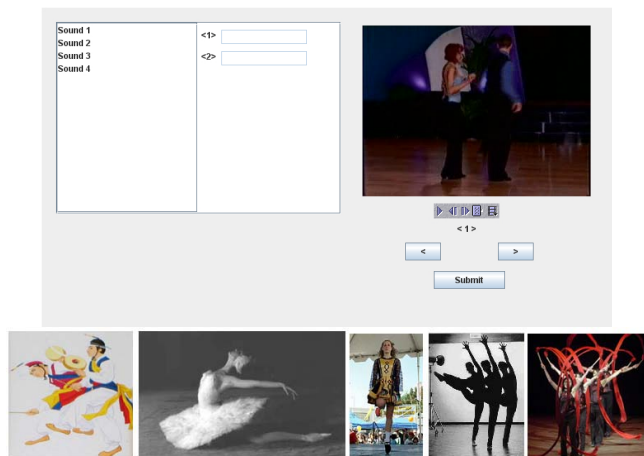 Sound 1
Sound 2
Sound 3
Sound 4
<1>
<2>
< 1 >
<
>
Submit